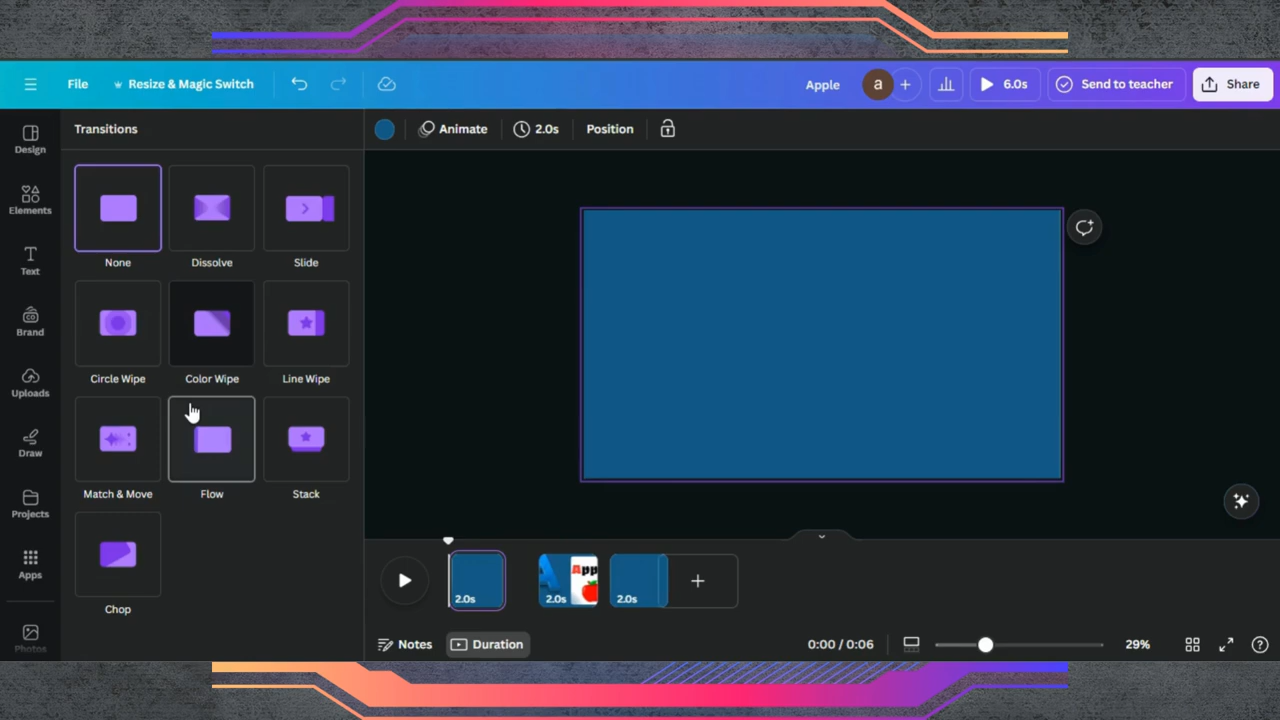 File
Resize & Magic Switch
Apple
a
+
6.0s
Send to teacher
Share
Transitions
Animate
2.0s
Position
Design
Elements
Text
Brand
Uploads
Draw
Projects
Apps
Photos
None
Dissolve
Slide
Circle Wipe
Color Wipe
Line Wipe
Match & Move
Flow
Stack
Chop
2.0s
A
App
2.0s
2.0s
+
Notes
Duration
0:00 / 0:06
29%